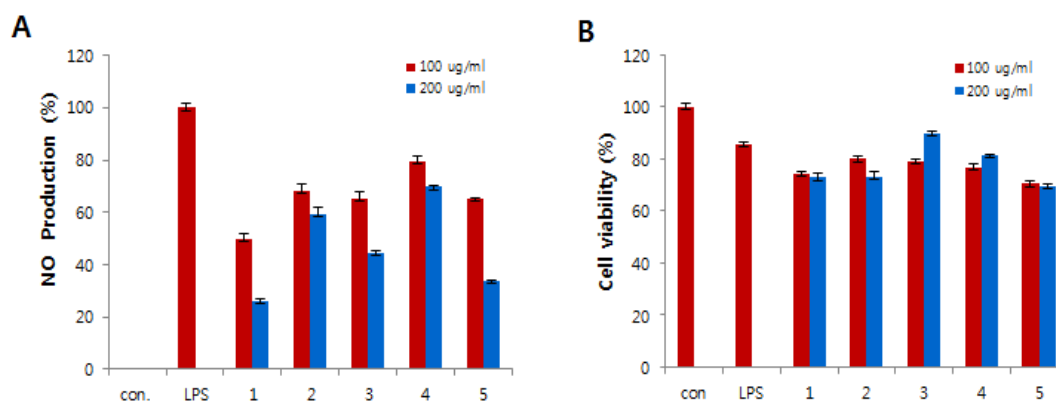 A
NO Production (%)
120
100
80
60
40
20
0
100 ug/ml
200 ug/ml
con. LPS 1 2 3 4 5
B
Cell viability (%)
120
100
80
60
40
20
0
100 ug/ml
200 ug/ml
con LPS 1 2 3 4 5